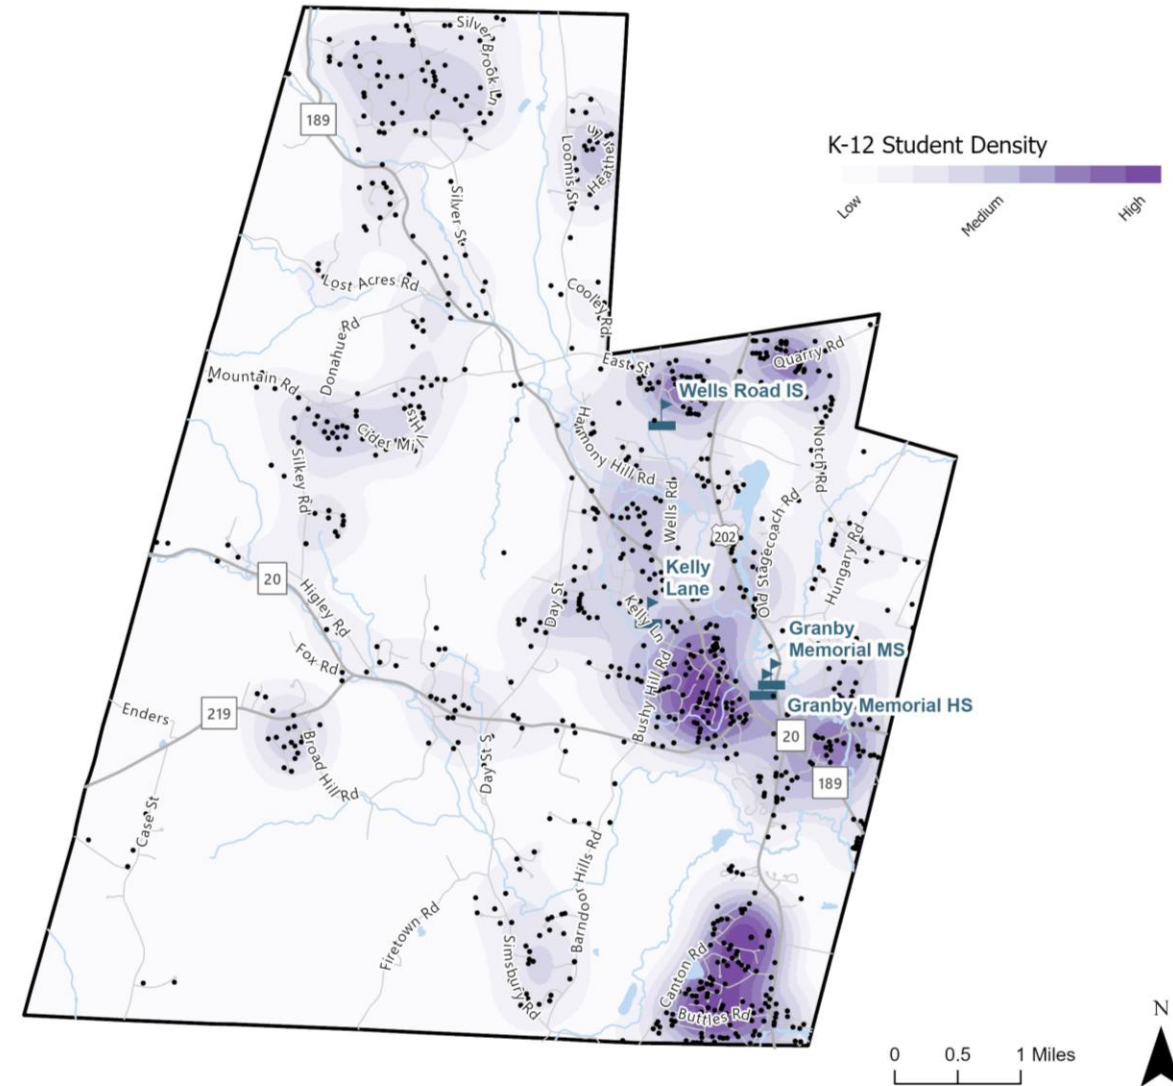 Silver Brook Ln
189
Loomis St
Heather Ln
K-12 Student Density
Low
Medium
High
Silver St
Lost Acres Rd
Cooley Rd
Donahue Rd
East St
Quarry Rd
Mountain Rd
Wells Road IS
Cider Mill Hts
Harmony Hill Rd
Notch Rd
Silkey Rd
Wells Rd
202
Old Stagecoach Rd
Hungary Rd
20
Higley Rd
Kelly
Lane
Day St
Kelly Ln
Granby
Memorial MS
Fox Rd
Bushy Hill Rd
Granby Memorial HS
Enders
219
20
Broad Hill Rd
Day St S
189
Case St
Barndoor Hills Rd
Firetown Rd
Simsbury Rd
Canton Rd
Buttles Rd
N
0 0.5 1 Miles